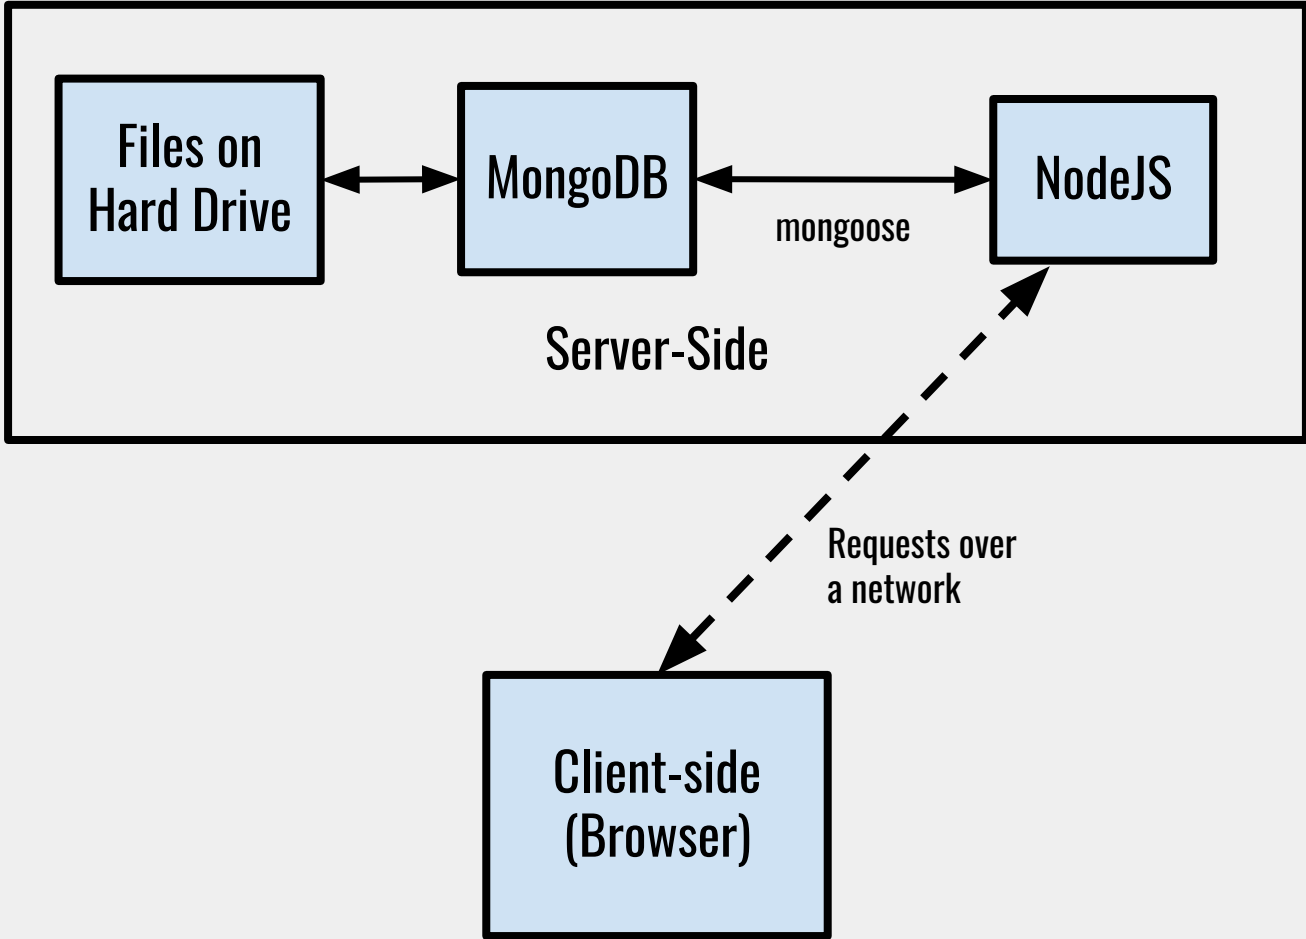 Files on
Hard Drive
MongoDB
mongoose
NodeJS
Server-Side
Requests over
a network
Client-side
(Browser)